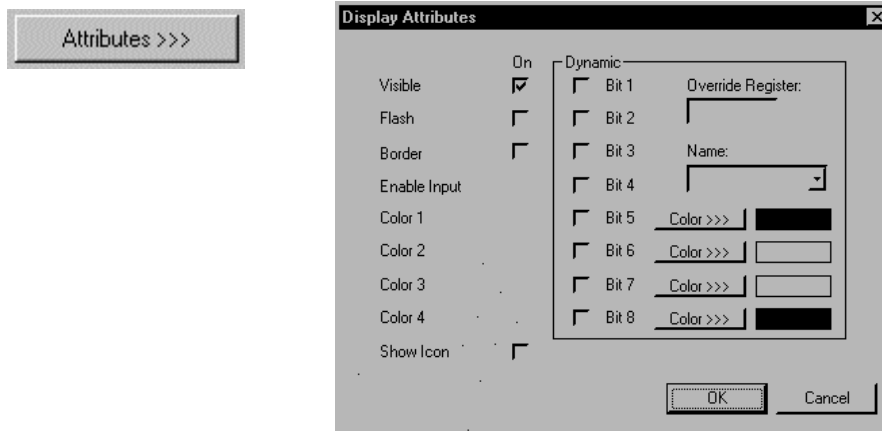 Attributes >>>
Display Attributes
On Dynamic
Visible Bit 1 Override Register:
Flash Bit 2
Border Bit 3 Name:
Enable Input Bit 4
Color 1 Bit 5 Color >>>
Color 2 Bit 6 Color >>>
Color 3 Bit 7 Color >>>
Color 4 Bit 8 Color >>>
Show Icon
OK Cancel